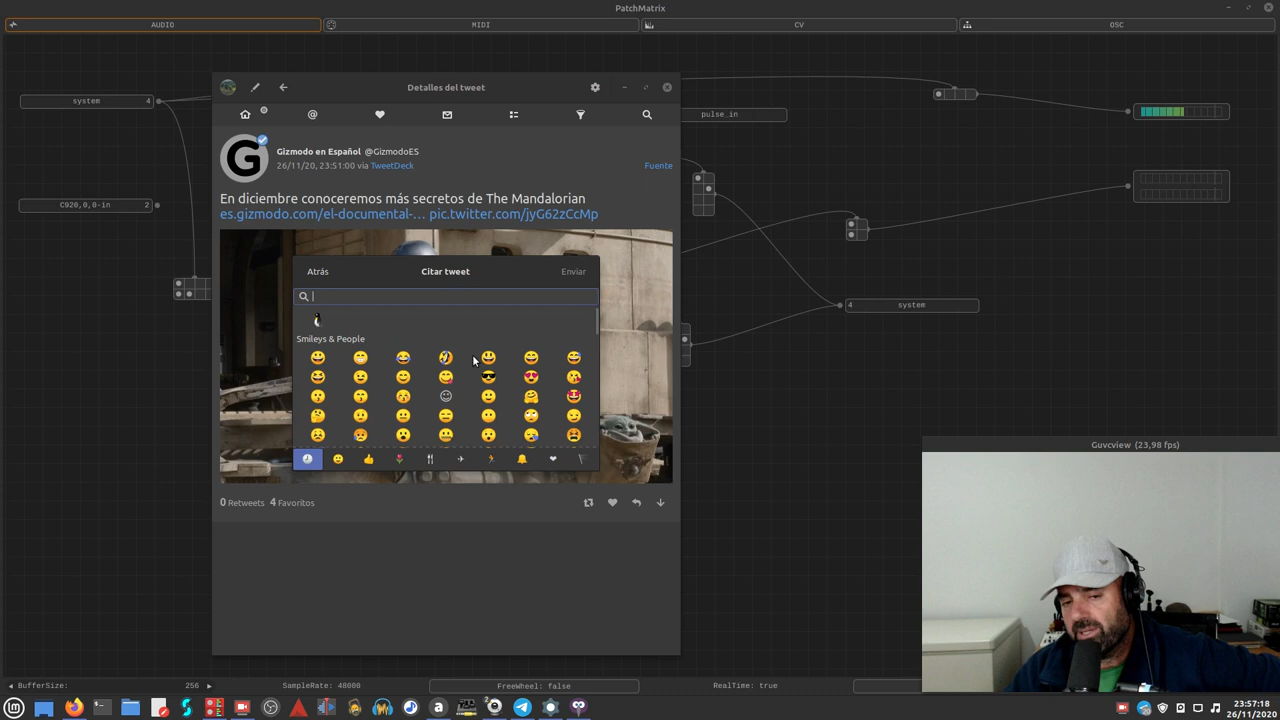 PatchMatrix
AUDIO
MIDI
CV
OSC
system 4
C920,0,0-in 2
pulse_in
4 system
Detalles del tweet
Gizmodo en Español @GizmodoES
26/11/20, 23:51:00 via TweetDeck
Fuente
En diciembre conoceremos más secretos de The Mandalorian
es.gizmodo.com/el-documental-… pic.twitter.com/jyG62zCcMp
Atrás
Citar tweet
Enviar
Smileys & People
0 Retweets 4 Favoritos
Guvcview (23,98 fps)
BufferSize: 256
SampleRate: 48000
FreeWheel: false
RealTime: true
23:57:18
26/11/2020